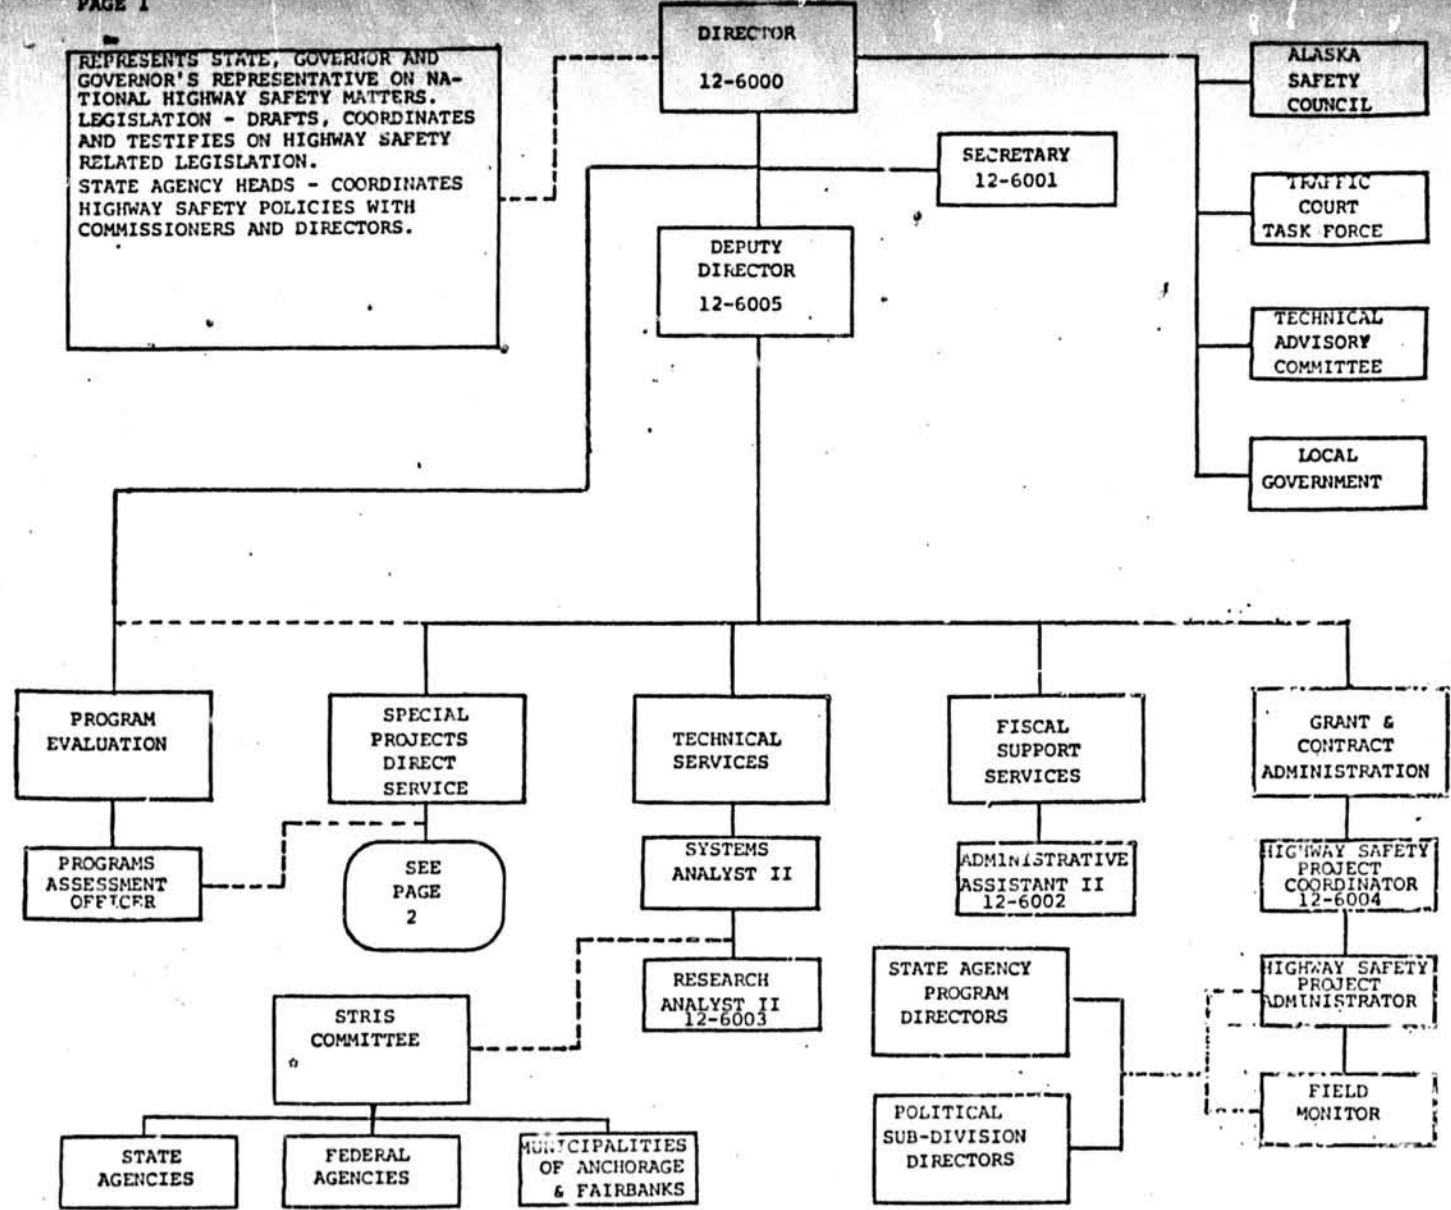 PAGE 1
REPRESENTS STATE, GOVERNOR AND
GOVERNOR'S REPRESENTATIVE ON NA-
TIONAL HIGHWAY SAFETY MATTERS.
LEGISLATION - DRAFTS, COORDINATES
AND TESTIFIES ON HIGHWAY SAFETY
RELATED LEGISLATION.
STATE AGENCY HEADS - COORDINATES
HIGHWAY SAFETY POLICIES WITH
COMMISSIONERS AND DIRECTORS.
DIRECTOR
12-6000
SECRETARY
12-6001
DEPUTY
DIRECTOR
12-6005
ALASKA
SAFETY
COUNCIL
TRAFFIC
COURT
TASK FORCE
TECHNICAL
ADVISORY
COMMITTEE
LOCAL
GOVERNMENT
PROGRAM
EVALUATION
SPECIAL
PROJECTS
DIRECT
SERVICE
TECHNICAL
SERVICES
FISCAL
SUPPORT
SERVICES
GRANT &
CONTRACT
ADMINISTRATION
PROGRAMS
ASSESSMENT
OFFICER
SEE
PAGE
2
SYSTEMS
ANALYST II
ADMINISTRATIVE
ASSISTANT II
12-6002
HIGHWAY SAFETY
PROJECT
COORDINATOR
12-6004
RESEARCH
ANALYST II
12-6003
STATE AGENCY
PROGRAM
DIRECTORS
HIGHWAY SAFETY
PROJECT
ADMINISTRATOR
STRIS
COMMITTEE
POLITICAL
SUB-DIVISION
DIRECTORS
FIELD
MONITOR
STATE
AGENCIES
FEDERAL
AGENCIES
MUNICIPALITIES
OF ANCHORAGE
& FAIRBANKS